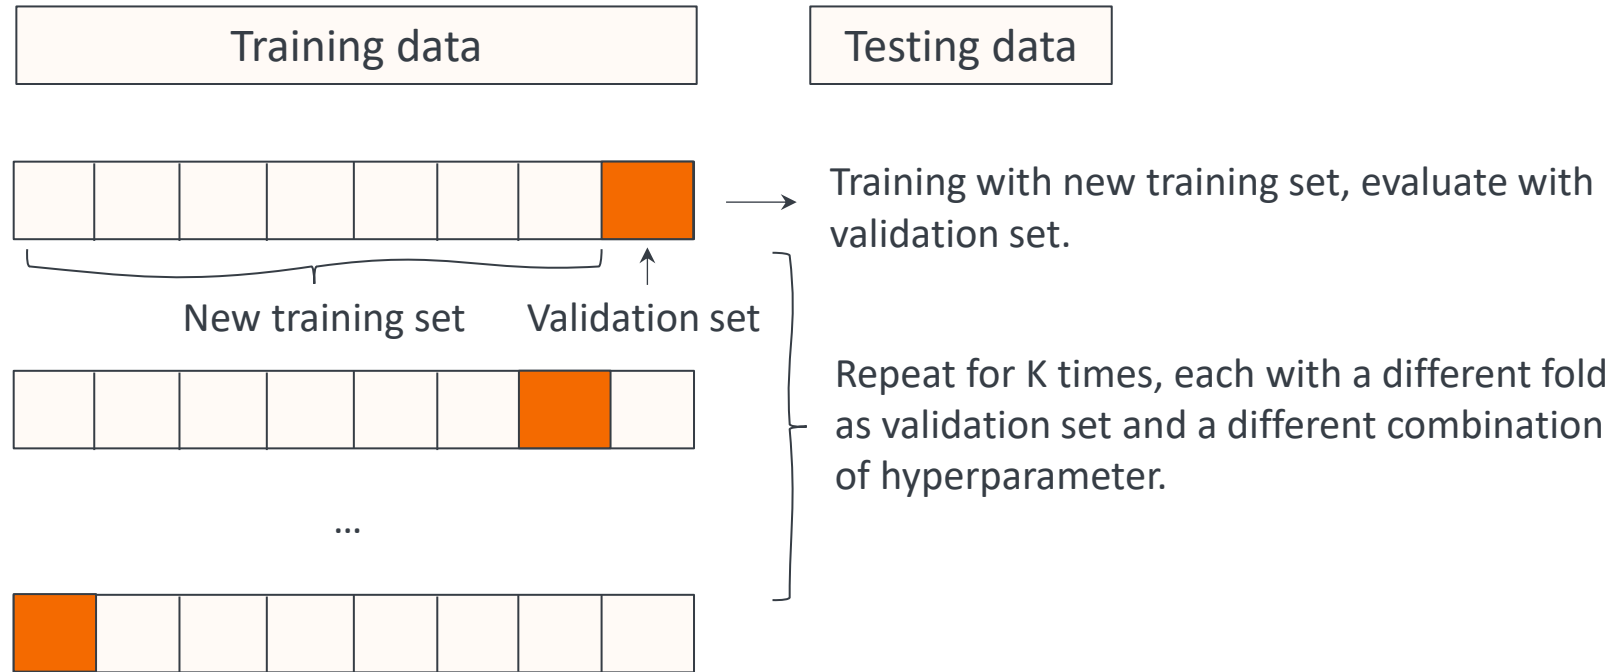 Training data
Testing data
Training with new training set, evaluate with
validation set.
New training set
Validation set
Repeat for K times, each with a different fold
as validation set and a different combination
of hyperparameter.
...